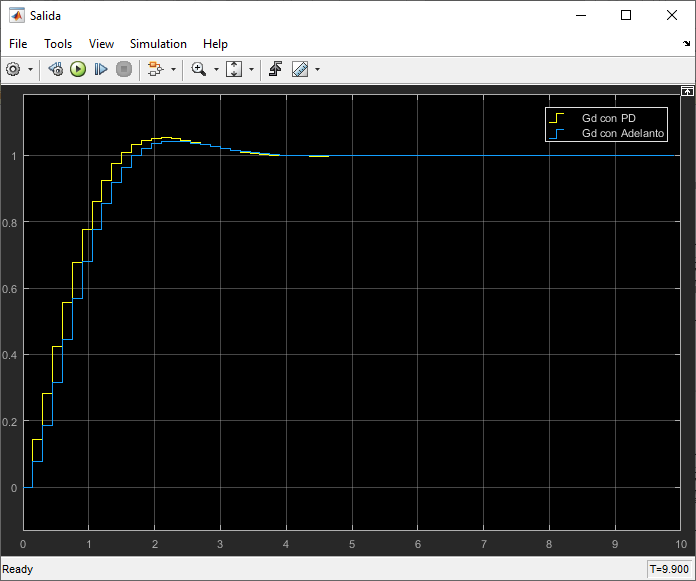 Salida
File Tools View Simulation Help
Gd con PD
Gd con Adelanto
1
0.8
0.6
0.4
0.2
0
0 1 2 3 4 5 6 7 8 9 10
Ready T=9.900